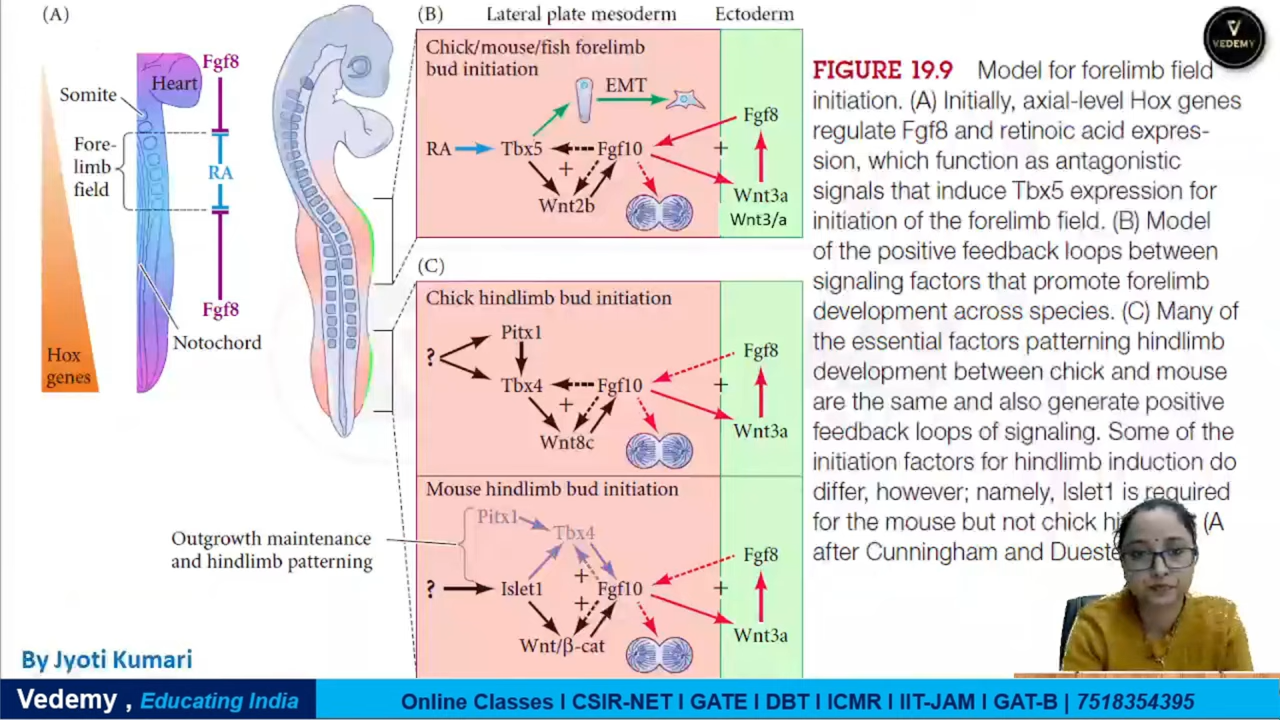 (A)
Fgf8
Heart
Somite
Fore-
limb
field
RA
Fgf8
Notochord
Hox
genes
(B) Lateral plate mesoderm Ectoderm
Chick/mouse/fish forelimb
bud initiation
EMT
Fgf8
RA Tbx5 Fgf10 +
+
Wnt3a
Wnt2b
Wnt3/a
(C)
Chick hindlimb bud initiation
Pitx1
?
Fgf8
Tbx4 Fgf10 +
+
Wnt3a
Wnt8c
Mouse hindlimb bud initiation
Pitx1
Tbx4
Outgrowth maintenance
and hindlimb patterning
Fgf8
+
? Islet1 Fgf10 +
+
Wnt3a
Wnt/β-cat
FIGURE 19.9 Model for forelimb field
initiation. (A) Initially, axial-level Hox genes
regulate Fgf8 and retinoic acid expres-
sion, which function as antagonistic
signals that induce Tbx5 expression for
initiation of the forelimb field. (B) Model
of the positive feedback loops between
signaling factors that promote forelimb
development across species. (C) Many of
the essential factors patterning hindlimb
development between chick and mouse
are the same and also generate positive
feedback loops of signaling. Some of the
initiation factors for hindlimb induction do
differ, however; namely, Islet1 is required
for the mouse but not chick (A
after Cunningham and
V
VEDEMY
By Jyoti Kumari
Vedemy , Educating India
Online Classes I CSIR-NET I GATE I DBT I ICMR I IIT-JAM I GAT-B | 7518354395